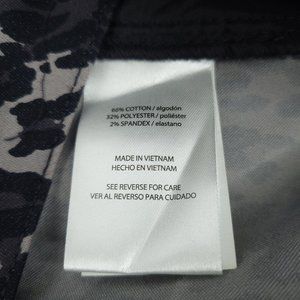 66% COTTON / algodón
32% POLYESTER / poliéster
2% SPANDEX / elastano
MADE IN VIETNAM
HECHO EN VIETNAM
SEE REVERSE FOR CARE
VER AL REVERSO PARA CUIDADO